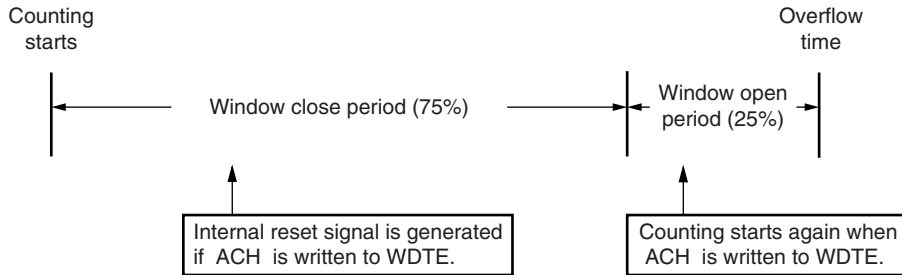 Counting
starts
Overflow
time
Window close period (75%)
Window open
period (25%)
Internal reset signal is generated
if ACH is written to WDTE.
Counting starts again when
ACH is written to WDTE.